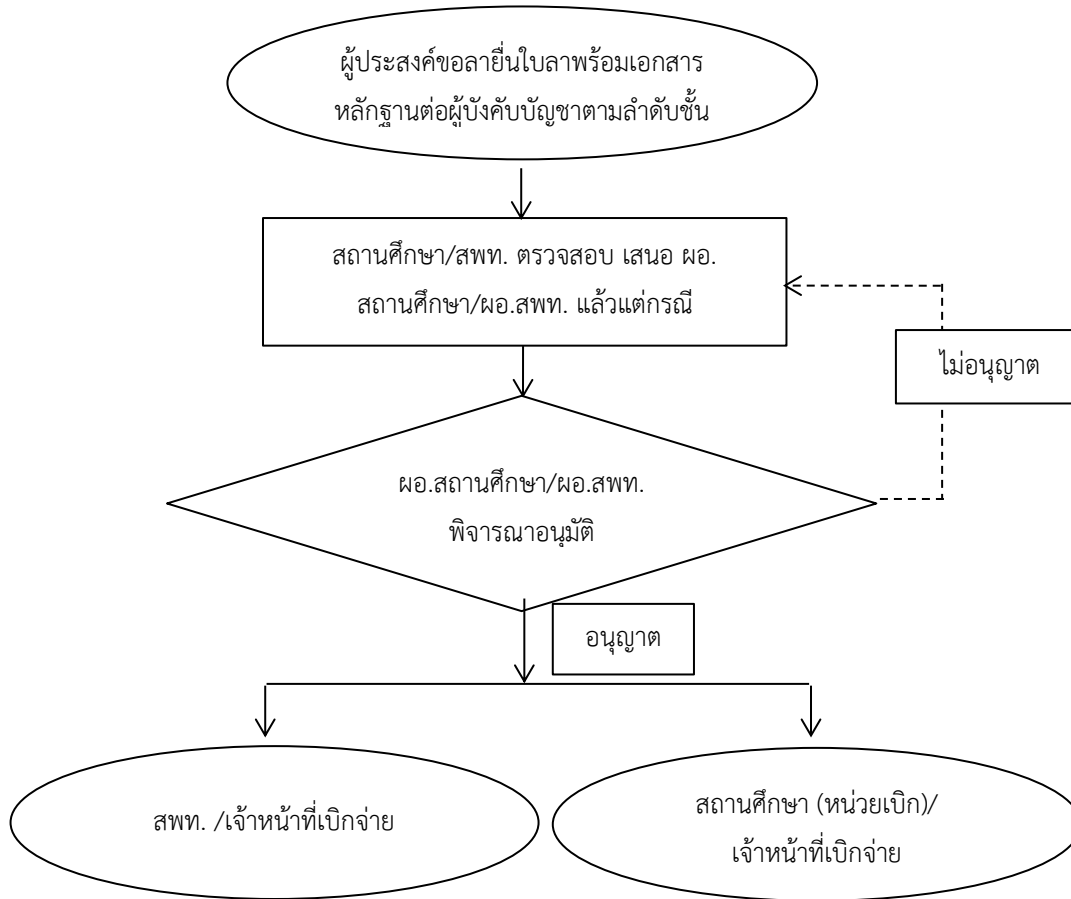 ผู้ประสงค์ขอลายื่นใบลาพร้อมเอกสาร
หลักฐานต่อผู้บังคับบัญชาตามลำดับชั้น
สถานศึกษา/สพท. ตรวจสอบ เสนอ ผอ.
สถานศึกษา/ผอ.สพท. แล้วแต่กรณี
ไม่อนุญาต
ผอ.สถานศึกษา/ผอ.สพท.
พิจารณาอนุมัติ
อนุญาต
สพท. /เจ้าหน้าที่เบิกจ่าย
สถานศึกษา (หน่วยเบิก)/
เจ้าหน้าที่เบิกจ่าย